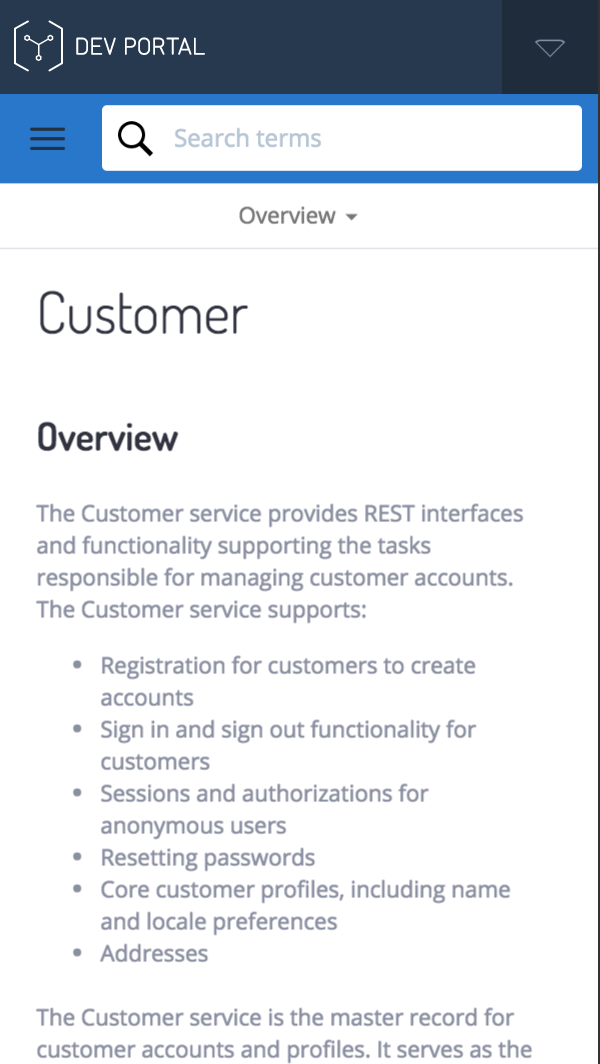 DEV PORTAL
Search terms
Overview
Customer
Overview
The Customer service provides REST interfaces
and functionality supporting the tasks
responsible for managing customer accounts.
The Customer service supports:
• Registration for customers to create
accounts
• Sign in and sign out functionality for
customers
• Sessions and authorizations for
anonymous users
• Resetting passwords
• Core customer profiles, including name
and locale preferences
• Addresses
The Customer service is the master record for
customer accounts and profiles. It serves as the